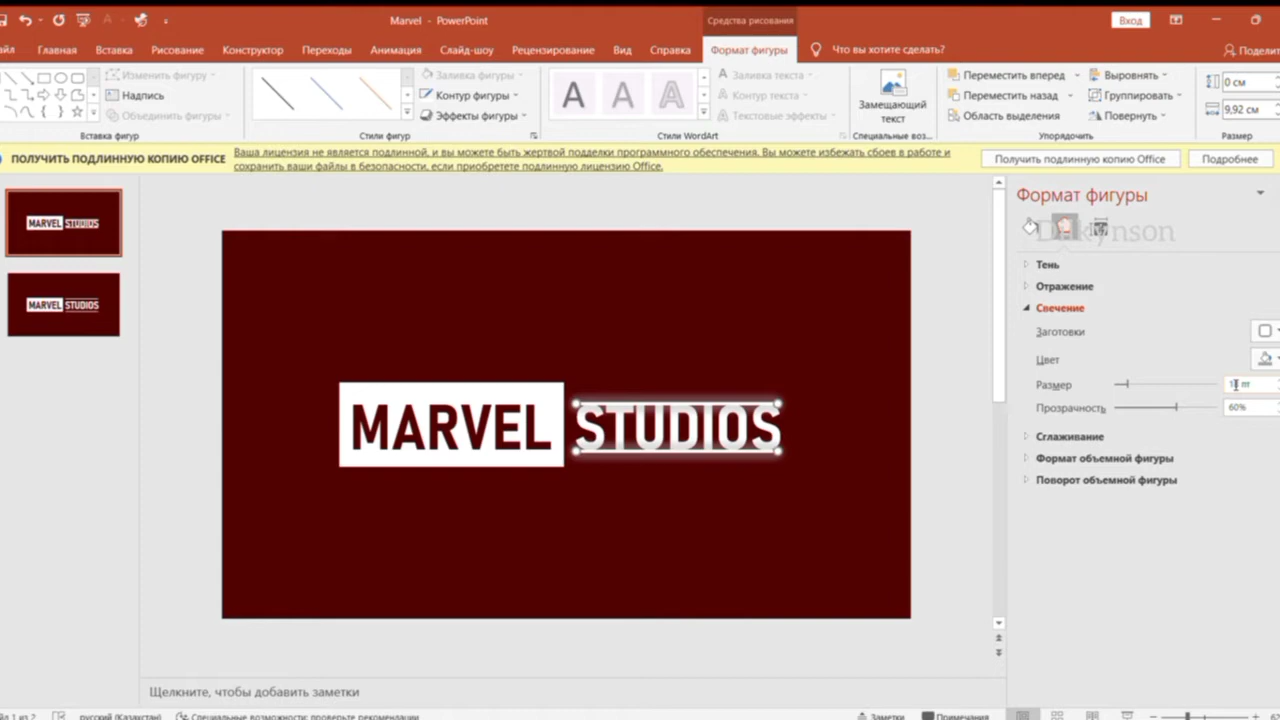 Marvel - PowerPoint
Средства рисования
Вход
Главная
Вставка
Рисование
Конструктор
Переходы
Анимация
Слайд-шоу
Рецензирование
Вид
Справка
Формат фигуры
Что вы хотите сделать?
Изменить фигуру
Надпись
Объединить фигуры
Вставка фигур
Заливка фигуры
Контур фигуры
Эффекты фигуры
Стили фигур
A A A
Заливка текста
Контур текста
Текстовые эффекты
Стили WordArt
Замещающий
текст
Специальные воз...
Переместить вперед
Переместить назад
Область выделения
Выровнять
Группировать
Повернуть
Упорядочить
0 см
9,92 см
Размер
ПОЛУЧИТЬ ПОДЛИННУЮ КОПИЮ OFFICE
Ваша лицензия не является подлинной, и вы можете быть жертвой подделки программного обеспечения. Вы можете избежать сбоев в работе и
сохранить ваши файлы в безопасности, если приобретете подлинную лицензию Office.
Получить подлинную копию Office
Подробнее
MARVEL STUDIOS
MARVEL STUDIOS
MARVEL STUDIOS
Формат фигуры
Тень
Отражение
Свечение
Заготовки
Цвет
Размер
пт
Прозрачность
60%
Сглаживание
Формат объемной фигуры
Поворот объемной фигуры
Щелкните, чтобы добавить заметки
русский (Казахстан)
Специальные возможности: проверьте рекомендации
Заметки
Примечания